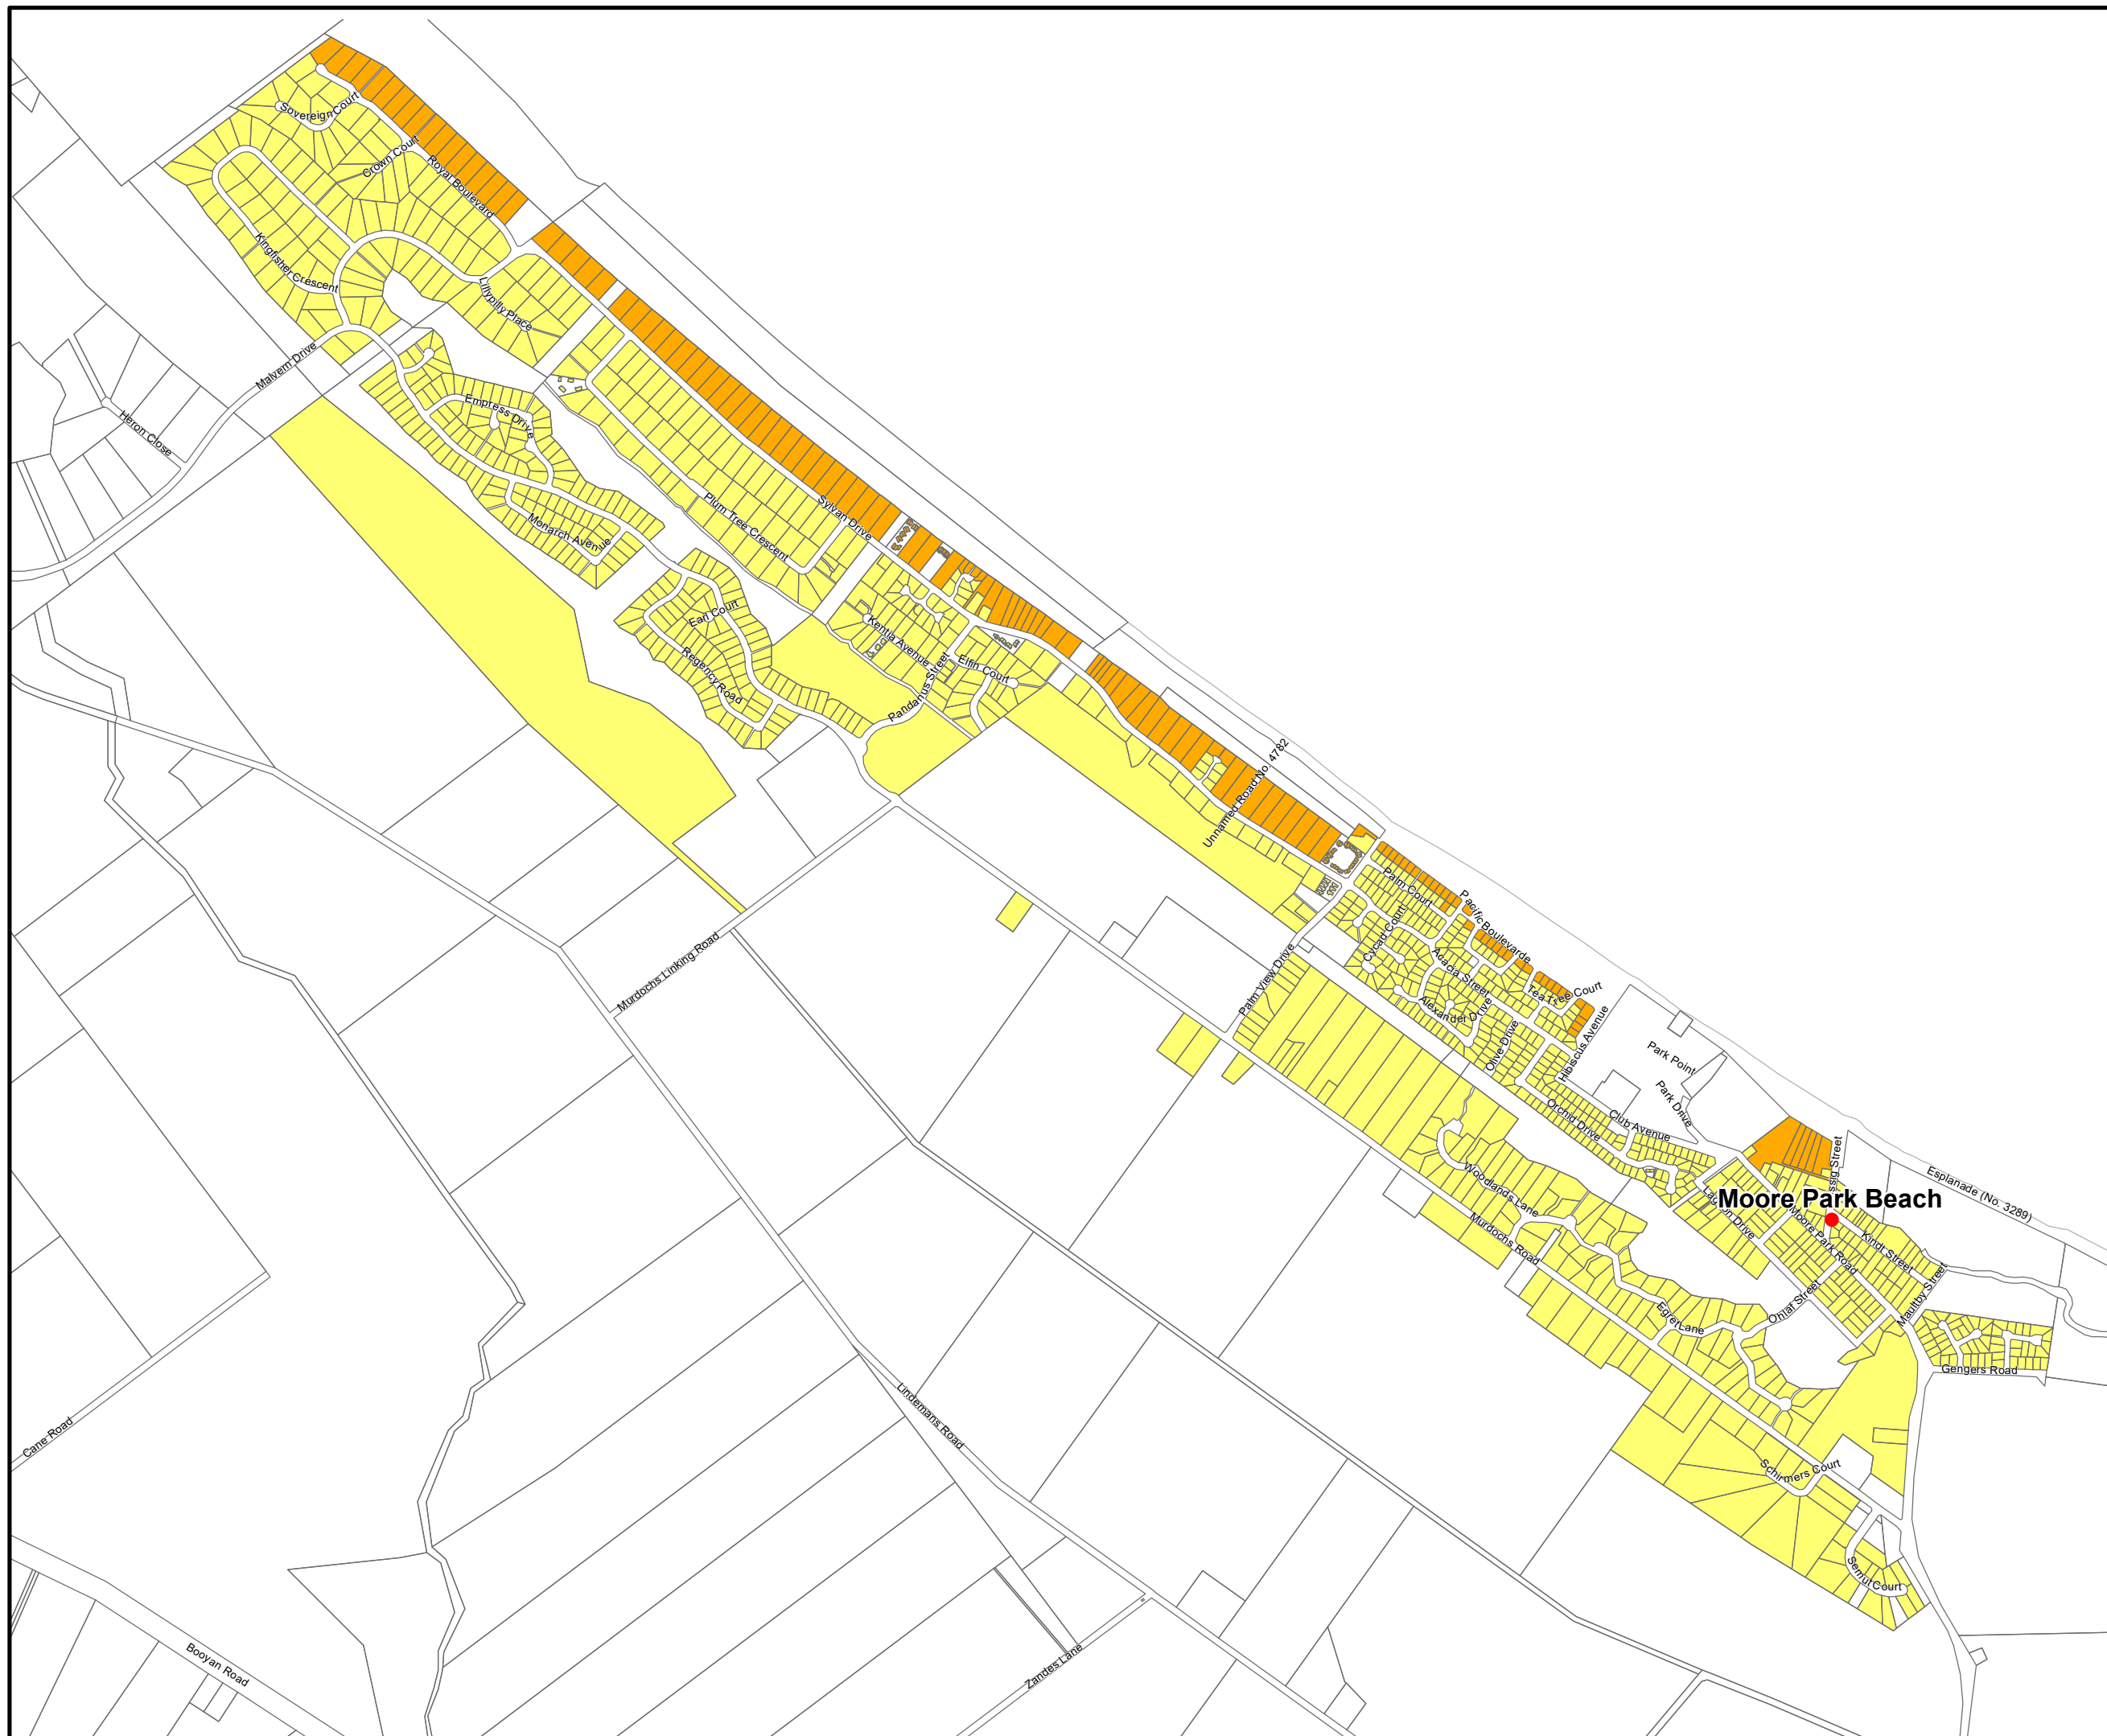 Sovereign Court
Crown Court
Royal Boulevard
Kingfisher Crescent
Lillypilly Place
Malvern Drive
Heron Close
Empress Drive
Monarch Avenue
Plum Tree Crescent
Sylvan Drive
Earl Court
Regency Road
Kentia Avenue
Elfin Court
Pandanus Street
Unnamed Road No. 4782
Palm Court
Pacific Boulevarde
Cycad Court
Acacia Street
Tea Tree Court
Palm View Drive
Alexander Drive
Olive Drive
Hibiscus Avenue
Park Point
Park Drive
Murdochs Linking Road
Orchid Drive
Club Avenue
Esplanade (No. 3289)
Moore Park Beach
Woodlands Lane
Lagoon Drive
Moore Park Road
Murdochs Road
Kindt Street
Maultby Street
Egret Lane
Ohlaf Street
Gengers Road
Lindemans Road
Cane Road
Schirmers Court
Semut Court
Booyan Road
Zandes Lane